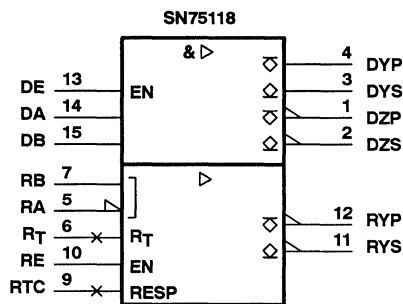 SN75118
& ▷
DE 13 EN 4 DYP
DA 14 3 DYS
DB 15 1 DZP
2 DZS
RB 7 ▷
RA 5 12 RYP
RT 6 RT 11 RYS
RE 10 EN
RTC 9 RESP